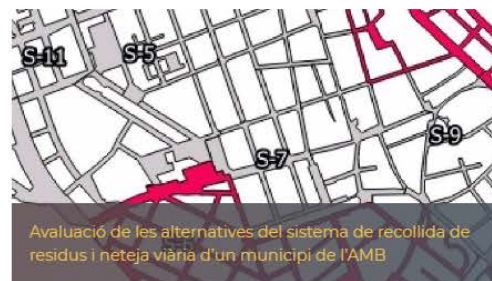 S-11 S-5
S-9
S-7
Avaluació de les alternatives del sistema de recollida de
residus i neteja viària d'un municipi de l'AMB